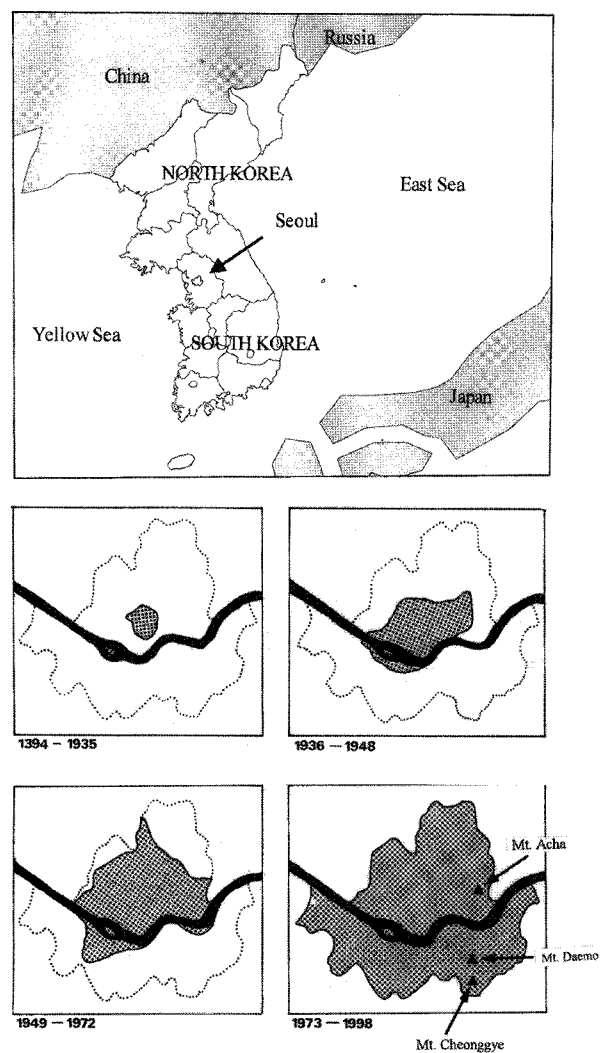 Russia
China
NORTH KOREA
East Sea
Seoul
Yellow Sea
SOUTH KOREA
Japan
1394 – 1935
1936 — 1948
Mt. Acha
Mt. Daemo
1949 — 1972
1973 — 1998
Mt. Cheonggye